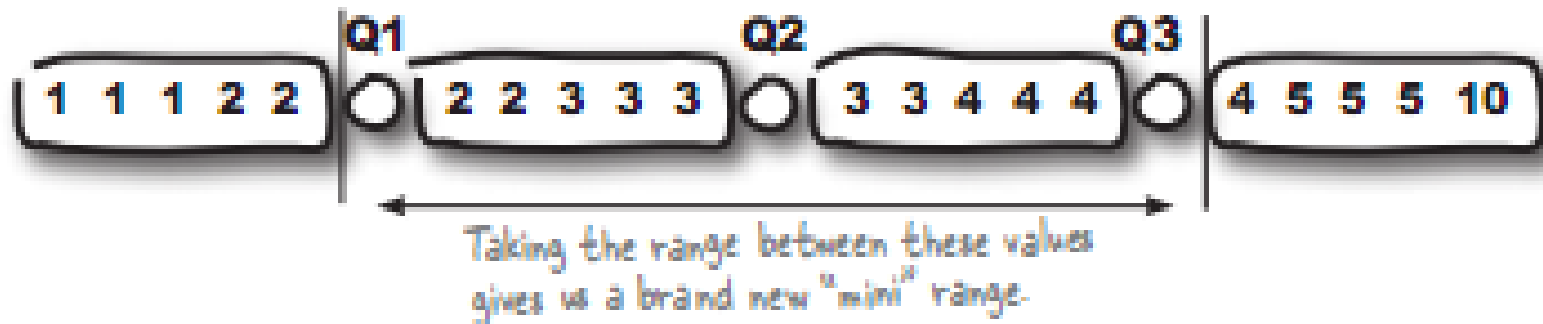 Q1 Q2 Q3
1 1 1 2 2 2 2 3 3 3 3 3 4 4 4 4 5 5 5 10
Taking the range between these values
gives us a brand new "mini" range.